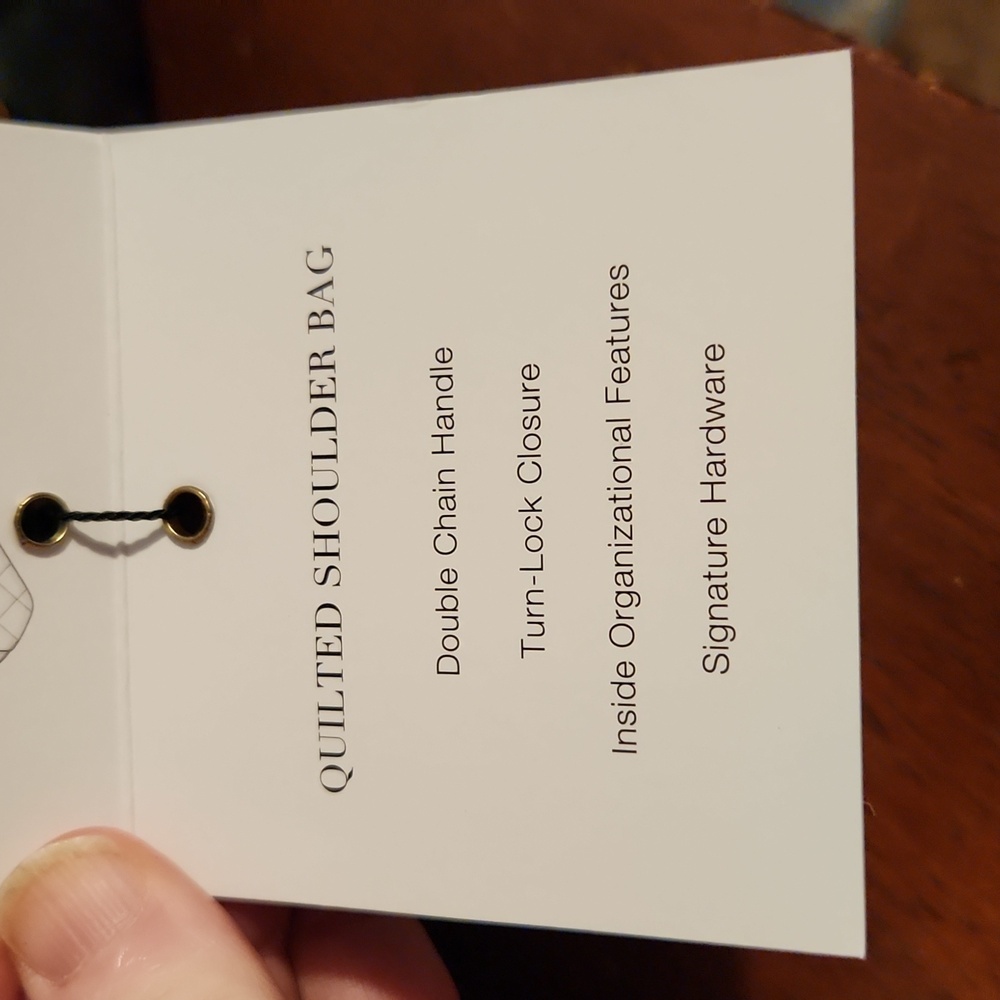 QUILTED SHOULDER BAG
Double Chain Handle
Turn-Lock Closure
Inside Organizational Features
Signature Hardware